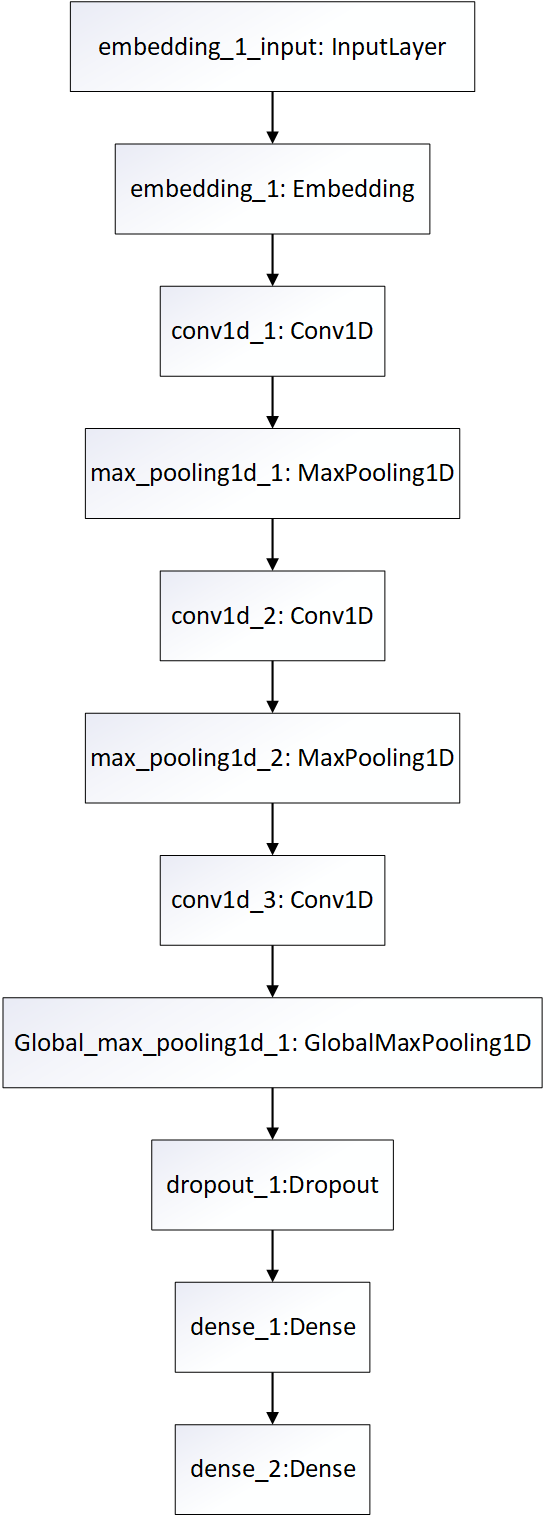 embedding_1_input: InputLayer
embedding_1: Embedding
conv1d_1: Conv1D
max_pooling1d_1: MaxPooling1D
conv1d_2: Conv1D
max_pooling1d_2: MaxPooling1D
conv1d_3: Conv1D
Global_max_pooling1d_1: GlobalMaxPooling1D
dropout_1:Dropout
dense_1:Dense
dense_2:Dense